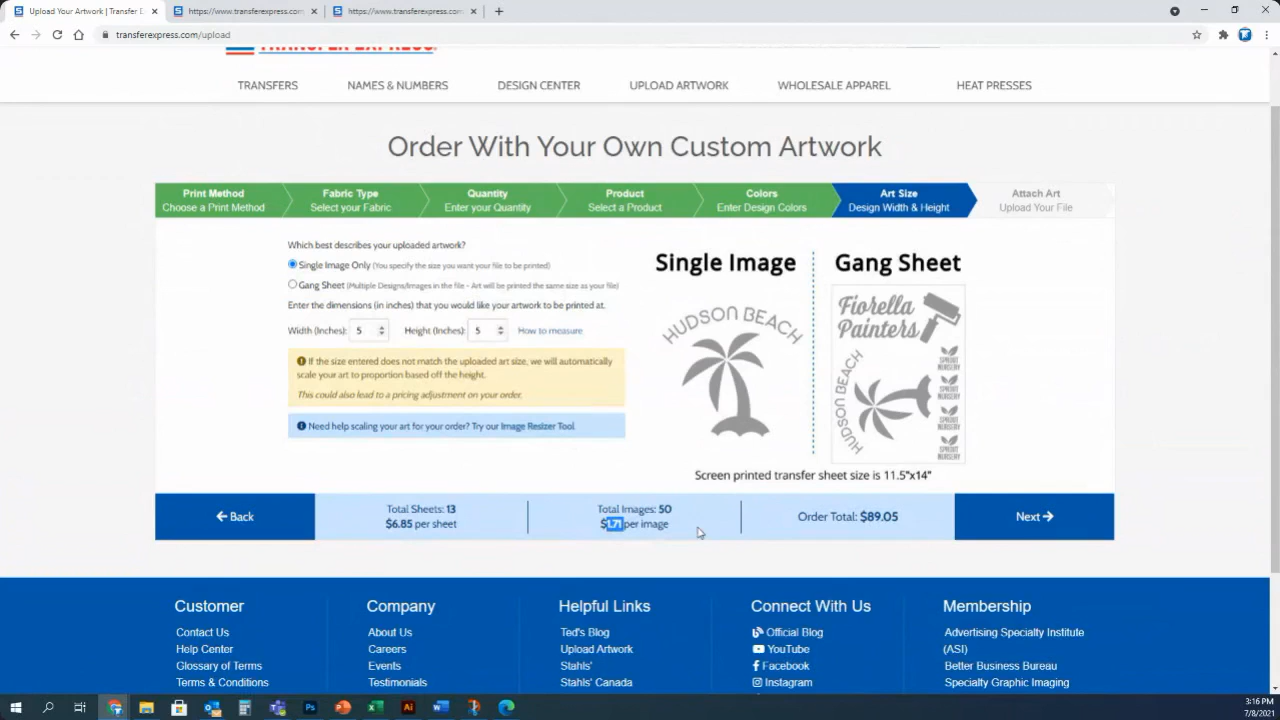 Upload Your Artwork | Transfer E
https://www.transferexpress.com/
https://www.transferexpress.com/
transferexpress.com/upload
TRANSFER EXPRESS
TRANSFERS
NAMES & NUMBERS
DESIGN CENTER
UPLOAD ARTWORK
WHOLESALE APPAREL
HEAT PRESSES
Order With Your Own Custom Artwork
Print Method
Choose a Print Method
Fabric Type
Select your Fabric
Quantity
Enter your Quantity
Product
Select a Product
Colors
Enter Design Colors
Art Size
Design Width & Height
Attach Art
Upload Your File
Which best describes your uploaded artwork?
Single Image Only (You specify the size you want your file to be printed)
Gang Sheet (Multiple Designs/Images in the file - Art will be printed the same size as your file)
Enter the dimensions (in inches) that you would like your artwork to be printed at.
Width (Inches): 5 Height (Inches): 5 How to measure
If the size entered does not match the uploaded art size, we will automatically
scale your art to proportion based off the height.
This could also lead to a pricing adjustment on your order.
Need help scaling your art for your order? Try our Image Resizer Tool.
Single Image
HUDSON BEACH
Gang Sheet
Fiorella
Painters
HUDSON BEACH
SPROUT
NURSERY
SPROUT
NURSERY
SPROUT
NURSERY
SPROUT
NURSERY
Screen printed transfer sheet size is 11.5"x14"
Back
Total Sheets: 13
$6.85 per sheet
Total Images: 50
$1.71 per image
Order Total: $89.05
Next
Customer
Contact Us
Help Center
Glossary of Terms
Terms & Conditions
Company
About Us
Careers
Events
Testimonials
Helpful Links
Ted's Blog
Upload Artwork
Stahls'
Stahls' Canada
Connect With Us
Official Blog
YouTube
Facebook
Instagram
Membership
Advertising Specialty Institute
(ASI)
Better Business Bureau
Specialty Graphic Imaging
3:16 PM
7/8/2021